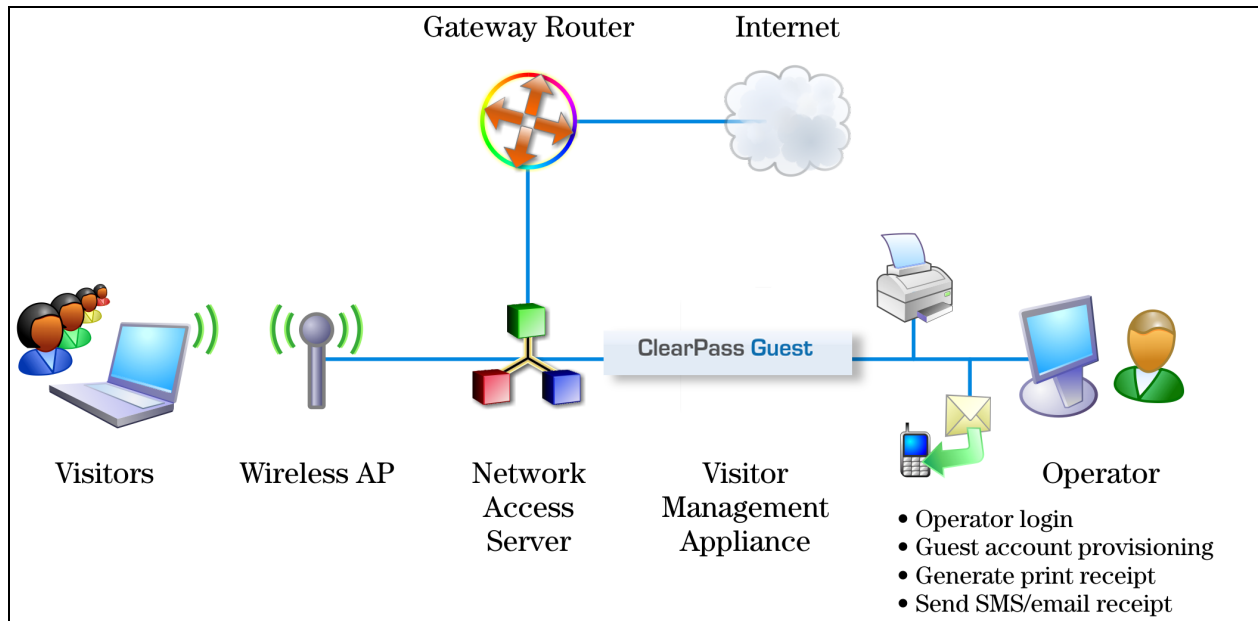 Gateway Router
Internet
ClearPass Guest
Visitors
Wireless AP
Network
Access
Server
Visitor
Management
Appliance
Operator
• Operator login
• Guest account provisioning
• Generate print receipt
• Send SMS/email receipt